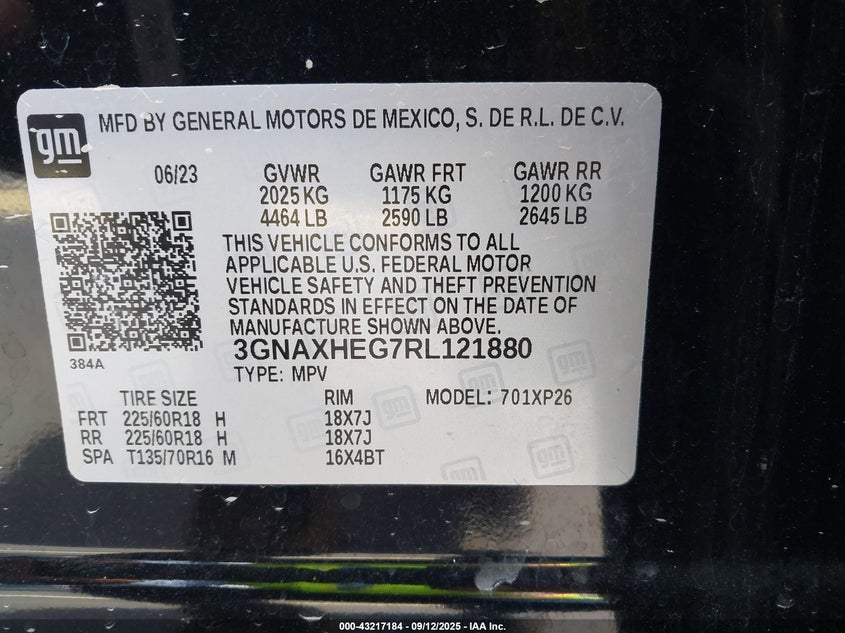 gm
MFD BY GENERAL MOTORS DE MEXICO, S. DE R.L. DE C.V.
06/23 GVWR GAWR FRT GAWR RR
2025 KG 1175 KG 1200 KG
4464 LB 2590 LB 2645 LB
THIS VEHICLE CONFORMS TO ALL
APPLICABLE U.S. FEDERAL MOTOR
VEHICLE SAFETY AND THEFT PREVENTION
STANDARDS IN EFFECT ON THE DATE OF
MANUFACTURE SHOWN ABOVE.
3GNAXHEG7RL121880
384A
TYPE: MPV
TIRE SIZE RIM MODEL: 701XP26
FRT 225/60R18 H 18X7J
RR 225/60R18 H 18X7J
SPA T135/70R16 M 16X4BT
000-43217184 - 09/12/2025 - IAA Inc.